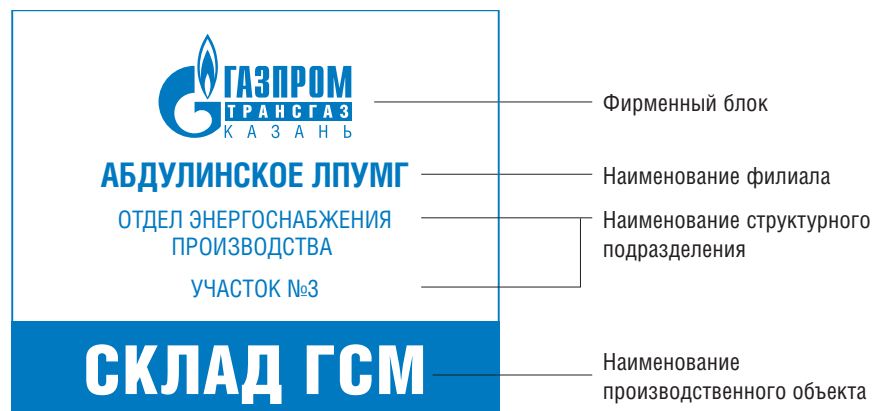 ГАЗПРОМ
ТРАНСГАЗ
КАЗАНЬ
Фирменный блок
АБДУЛИНСКОЕ ЛПУМГ
Наименование филиала
ОТДЕЛ ЭНЕРГОСНАБЖЕНИЯ
ПРОИЗВОДСТВА
УЧАСТОК №3
Наименование структурного
подразделения
СКЛАД ГСМ
Наименование
производственного объекта